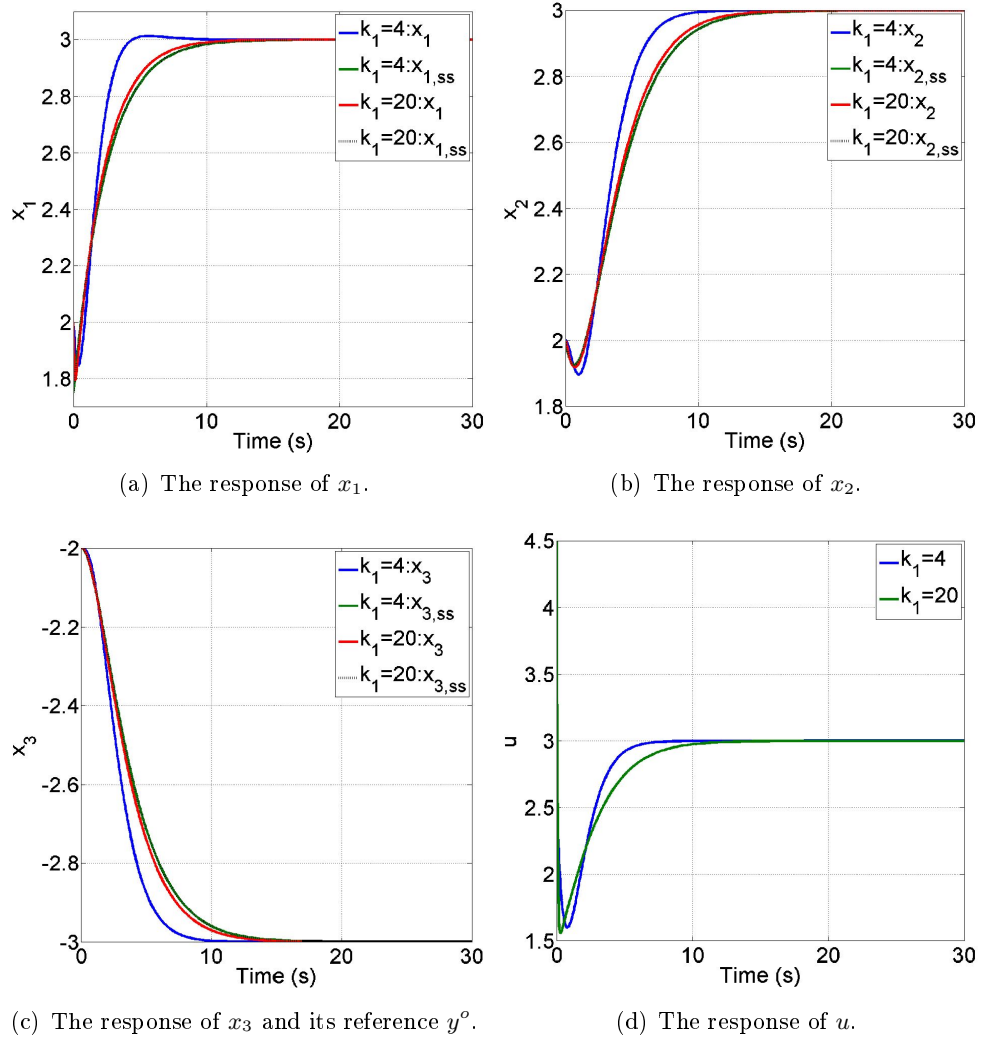 3
2.8
2.6
2.4
2.2
2
1.8
x1
0 10 20 30
Time (s)
k1=4:x1
k1=4:x1,ss
k1=20:x1
k1=20:x1,ss
(a) The response of x1.
3
2.8
2.6
2.4
2.2
2
1.8
x2
0 10 20 30
Time (s)
k1=4:x2
k1=4:x2,ss
k1=20:x2
k1=20:x2,ss
(b) The response of x2.
-2
-2.2
-2.4
-2.6
-2.8
-3
x3
0 10 20 30
Time (s)
k1=4:x3
k1=4:x3,ss
k1=20:x3
k1=20:x3,ss
(c) The response of x3 and its reference y^o.
4.5
4
3.5
3
2.5
2
1.5
u
0 10 20 30
Time (s)
k1=4
k1=20
(d) The response of u.